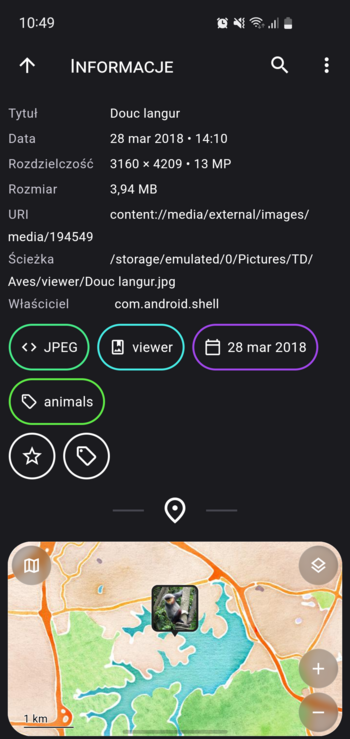 10:49
INFORMACJE
Tytuł Douc langur
Data 28 mar 2018 • 14:10
Rozdzielczość 3160 × 4209 • 13 MP
Rozmiar 3,94 MB
URI content://media/external/images/
media/194549
Ścieżka /storage/emulated/0/Pictures/TD/
Aves/viewer/Douc langur.jpg
Właściciel com.android.shell
JPEG viewer 28 mar 2018
animals
1 km